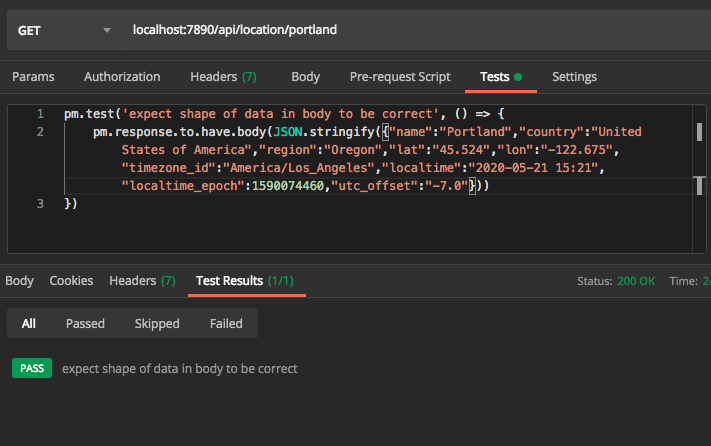 GET localhost:7890/api/location/portland
Params Authorization Headers (7) Body Pre-request Script Tests Settings
1 pm.test('expect shape of data in body to be correct', () => {
2 pm.response.to.have.body(JSON.stringify({"name":"Portland","country":"United
States of America","region":"Oregon","lat":"45.524","lon":"-122.675",
"timezone_id":"America/Los_Angeles","localtime":"2020-05-21 15:21",
"localtime_epoch":1590074460,"utc_offset":"-7.0"}))
3 })
Body Cookies Headers (7) Test Results (1/1) Status: 200 OK Time:
All Passed Skipped Failed
PASS expect shape of data in body to be correct